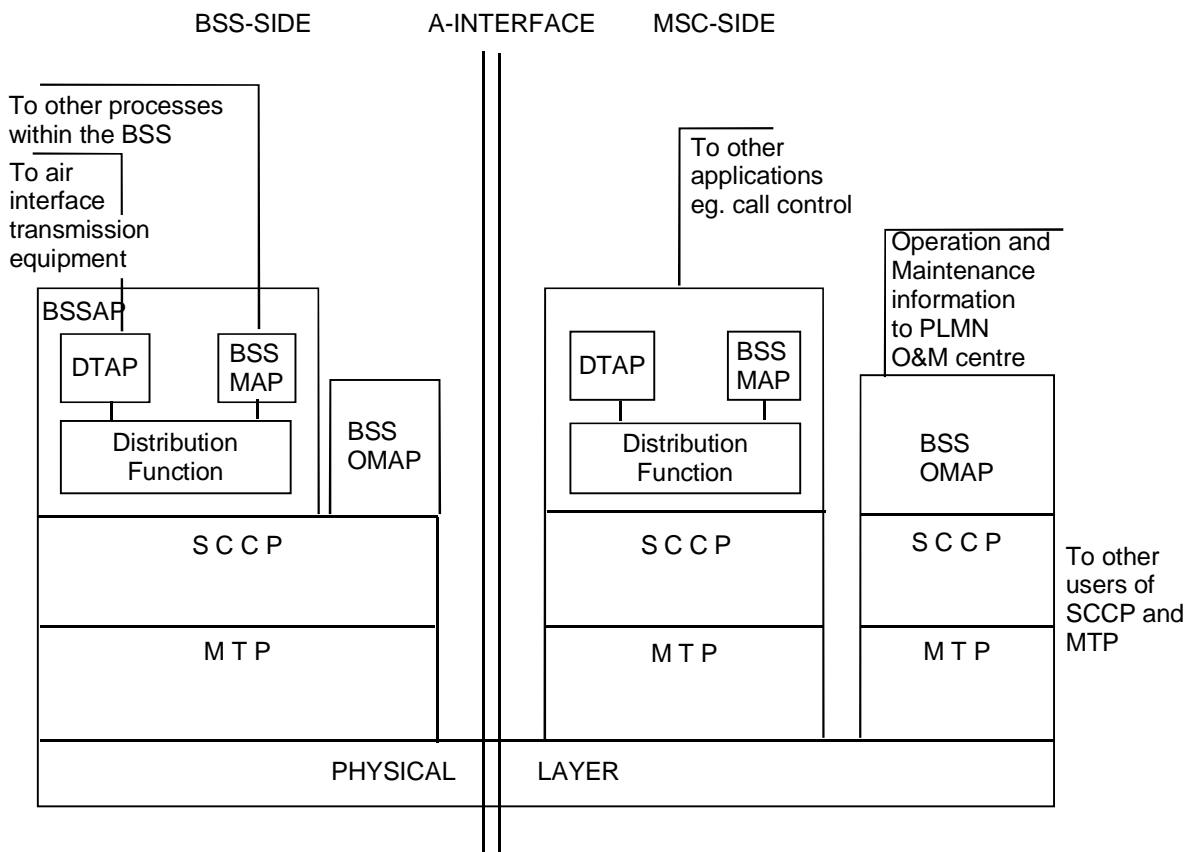 BSS-SIDE
A-INTERFACE
MSC-SIDE
To other processes
within the BSS
To air
interface
transmission
equipment
To other
applications
eg. call control
Operation and
Maintenance
information
to PLMN
O&M centre
BSSAP
DTAP
BSS
MAP
Distribution
Function
BSS
OMAP
S C C P
M T P
DTAP
BSS
MAP
Distribution
Function
S C C P
M T P
BSS
OMAP
S C C P
M T P
To other
users of
SCCP and
MTP
PHYSICAL
LAYER